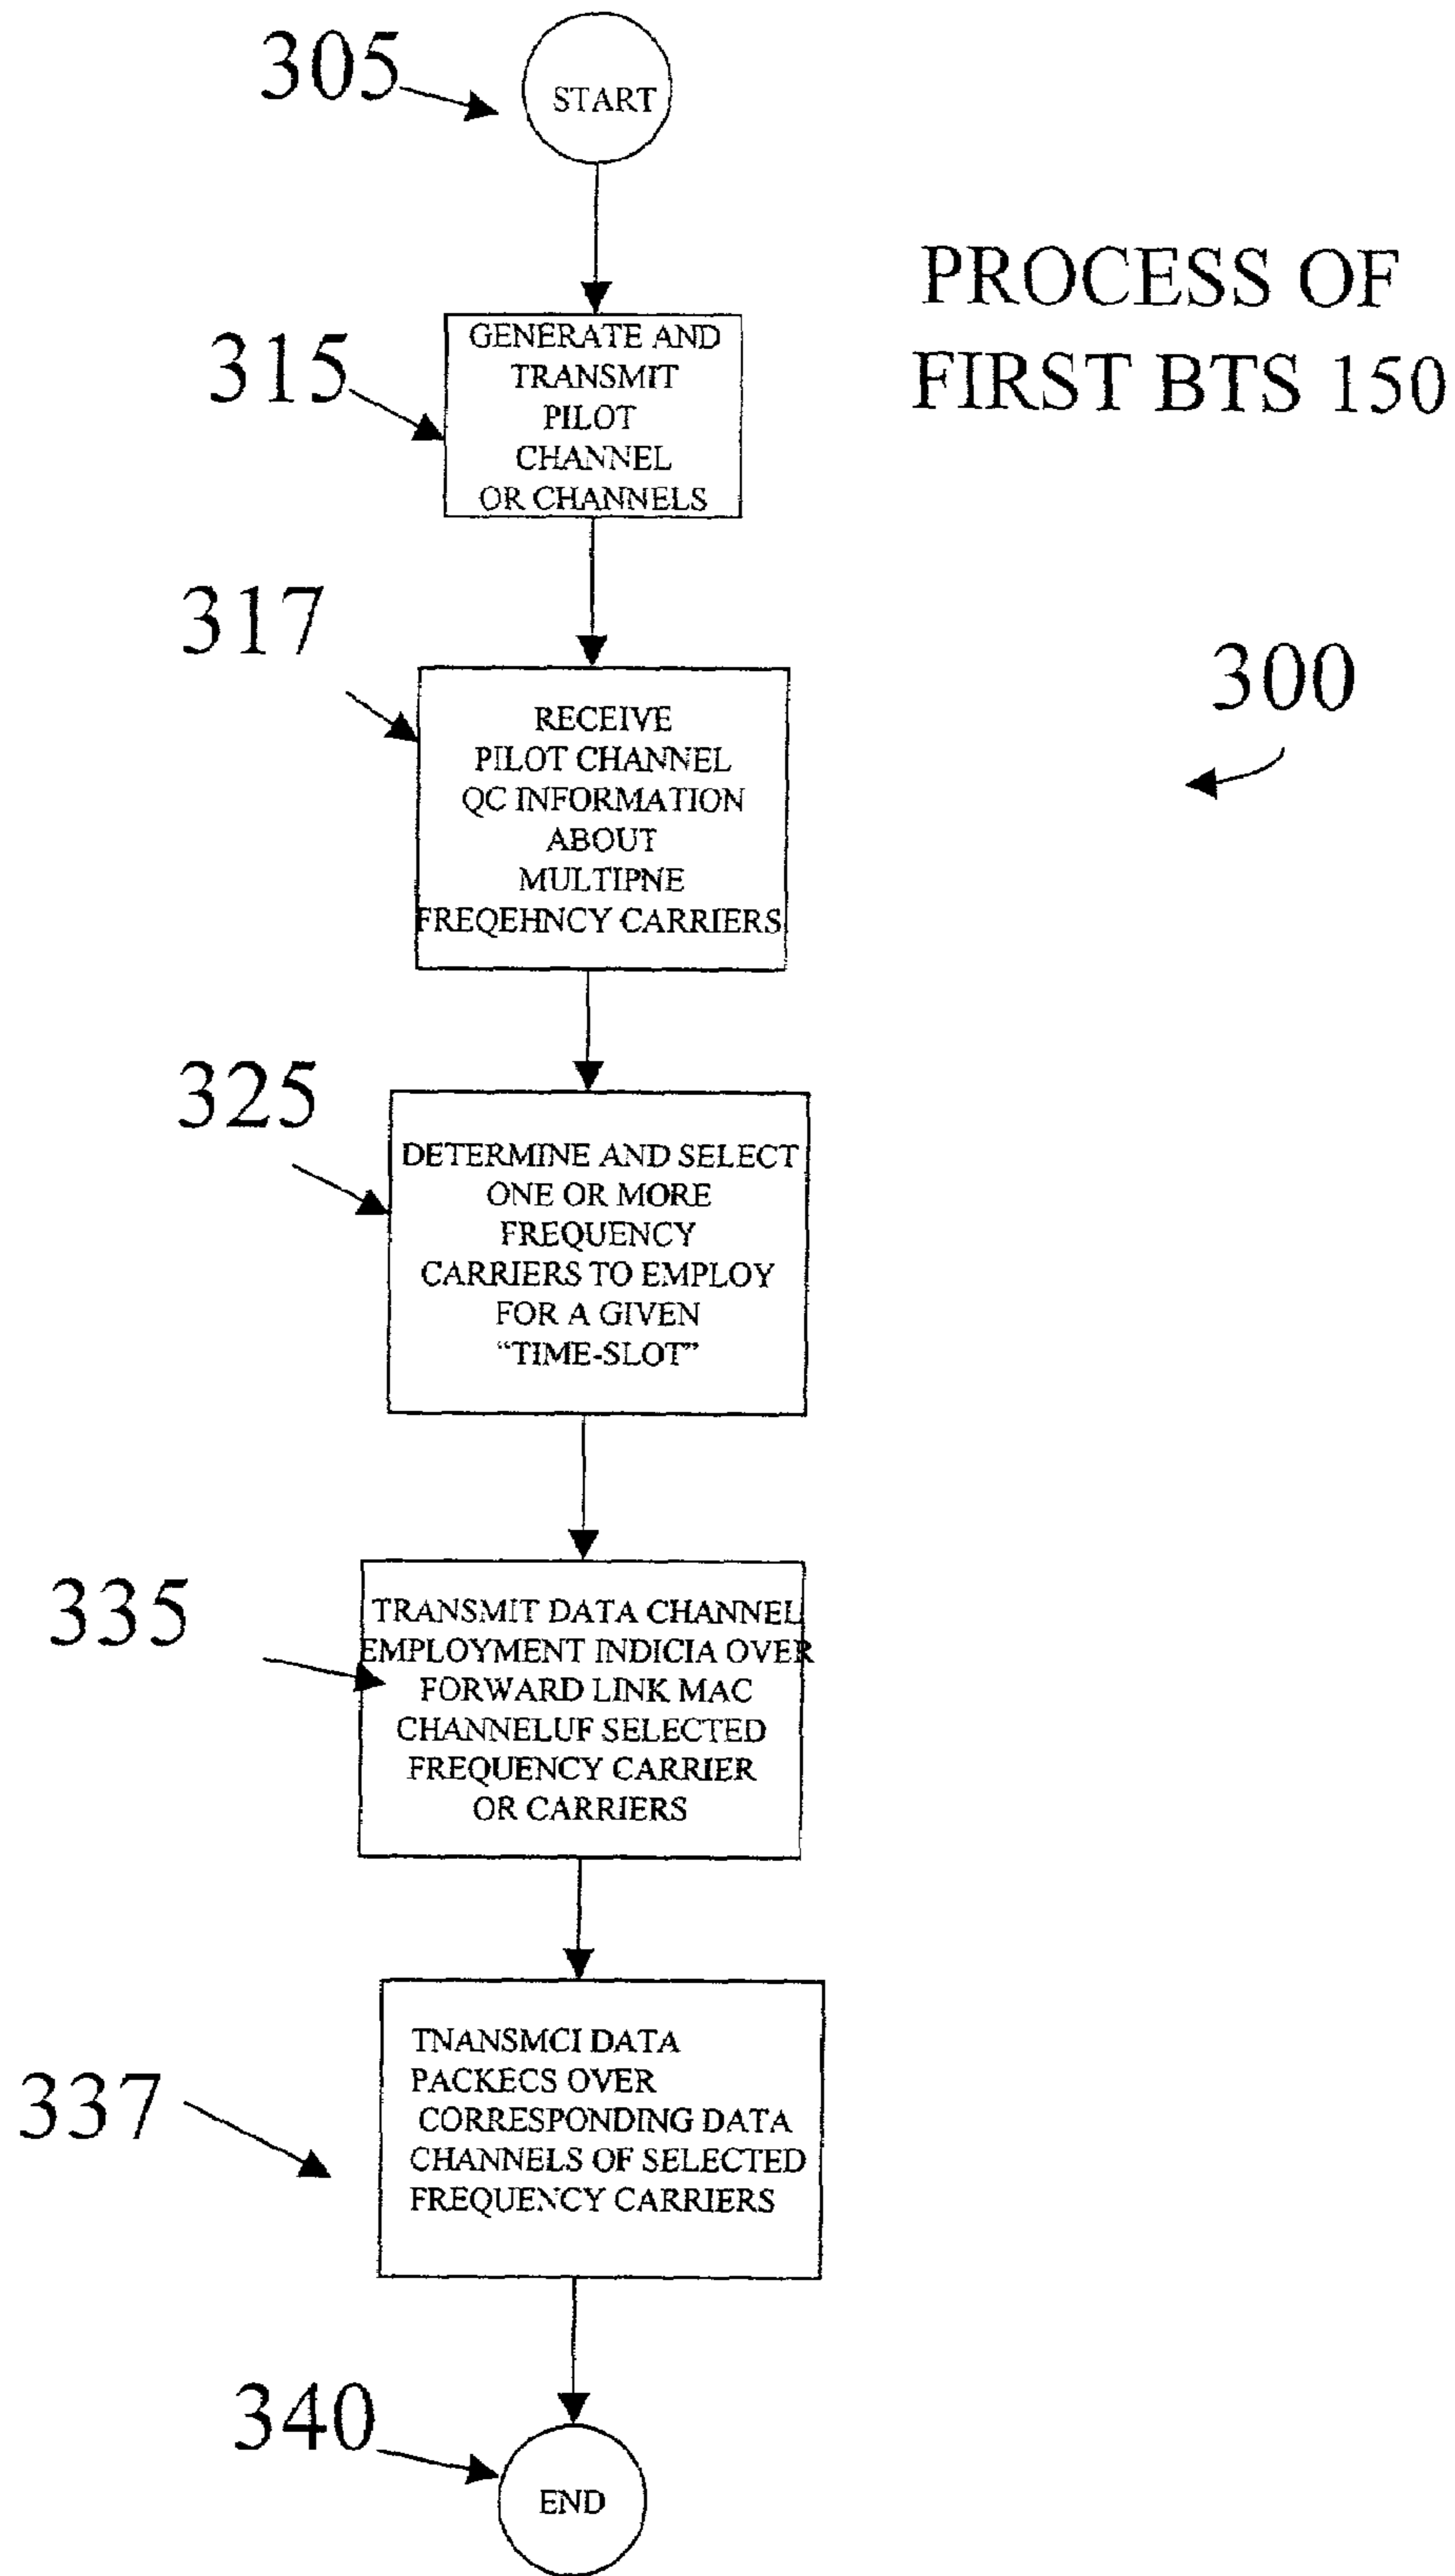 305
START
PROCESS OF
FIRST BTS 150
315
GENERATE AND
TRANSMIT
PILOT
CHANNEL
OR CHANNELS
317
RECEIVE
PILOT CHANNEL
QC INFORMATION
ABOUT
MULTIPNE
FREQEHNCY CARRIERS
300
325
DETERMINE AND SELECT
ONE OR MORE
FREQUENCY
CARRIERS TO EMPLOY
FOR A GIVEN
“TIME-SLOT”
335
TRANSMIT DATA CHANNEL
EMPLOYMENT INDICIA OVER
FORWARD LINK MAC
CHANNELUF SELECTED
FREQUENCY CARRIER
OR CARRIERS
337
TNANSMCI DATA
PACKECS OVER
CORRESPONDING DATA
CHANNELS OF SELECTED
FREQUENCY CARRIERS
340
END